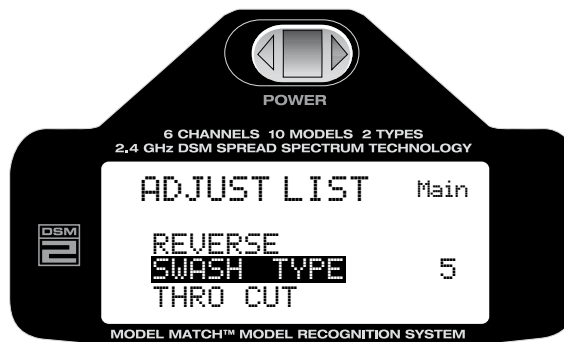 POWER
6 CHANNELS 10 MODELS 2 TYPES
2.4 GHz DSM SPREAD SPECTRUM TECHNOLOGY
ADJUST LIST Main
DSM
2
REVERSE
SWASH TYPE 5
THRO CUT
MODEL MATCH™ MODEL RECOGNITION SYSTEM